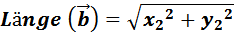 Länge (b⃗) = √(x₂² + y₂²)